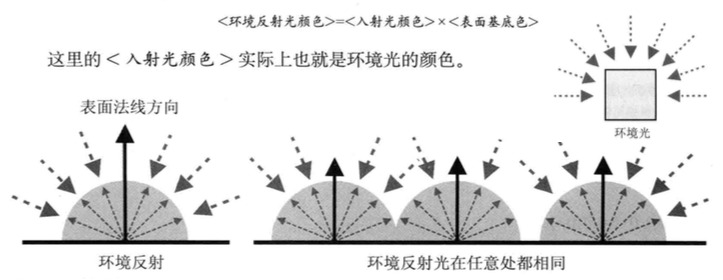 <环境反射光颜色>=<入射光颜色>×<表面基底色>
这里的<入射光颜色>实际上也就是环境光的颜色。
环境光
表面法线方向
环境反射
环境反射光在任意处都相同